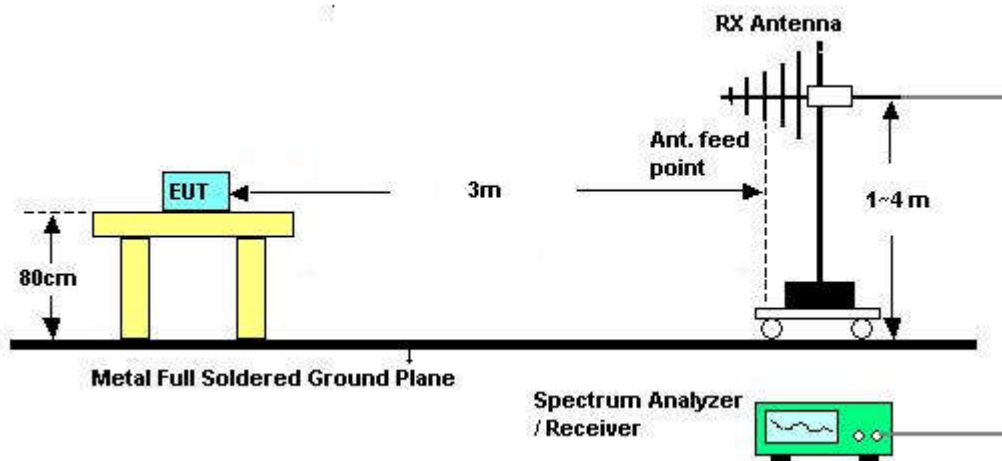 RX Antenna
Ant. feed
point
EUT
3m
1~4 m
80cm
Metal Full Soldered Ground Plane
Spectrum Analyzer
/ Receiver